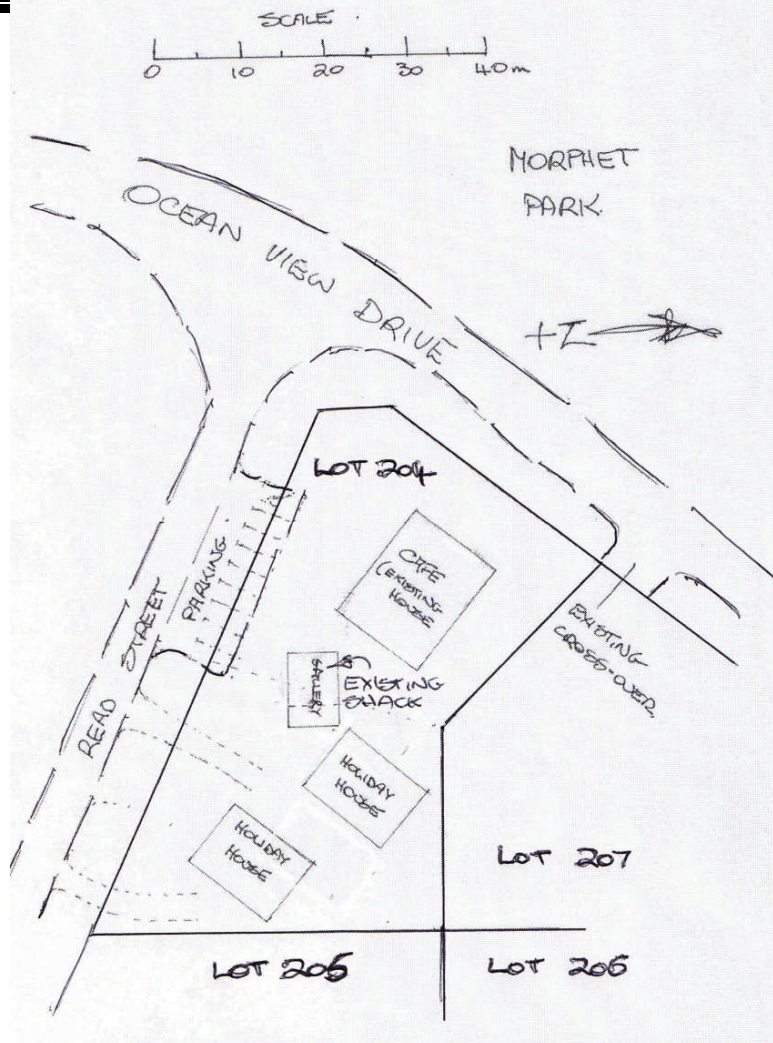 SCALE
0 10 20 30 40m
MORPHET
PARK.
OCEAN VIEW DRIVE
LOT 204
CAFE
(EXISTING
HOUSE)
PARKING
READ STREET
EXISTING
CROSS-OVER
GALLERY
EXISTING
SHACK
HOLIDAY
HOUSE
HOLIDAY
HOUSE
LOT 207
LOT 205
LOT 206